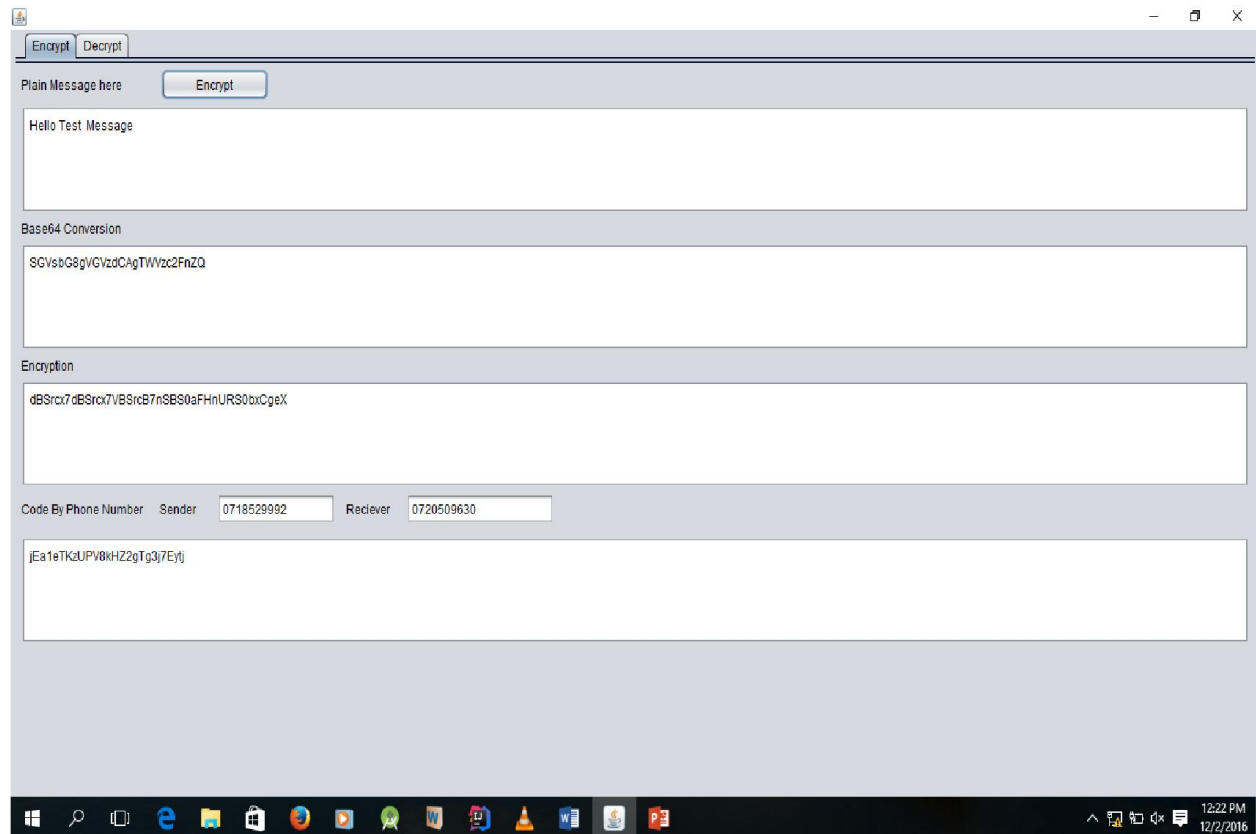 Encrypt Decrypt
Plain Message here Encrypt
Hello Test Message
Base64 Conversion
SGVsbG8gVGVzdCAgTWVzc2FnZQ
Encryption
dBSrcx7dBSrcx7VBSrcB7nSBS0aFHnURS0bxCgeX
Code By Phone Number Sender 0718529992 Reciever 0720509630
jEa1eTKzUPV8kHZ2gTg3j7Eytj
12:22 PM
12/2/2016